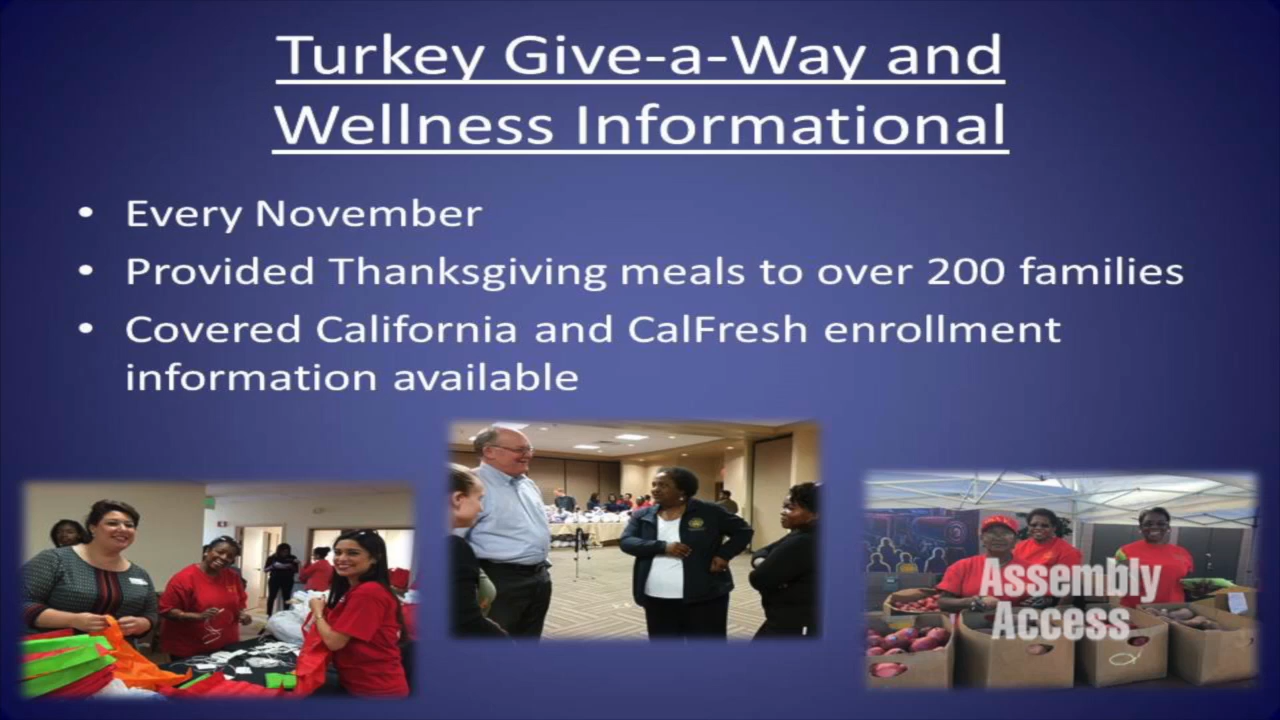 Turkey Give-a-Way and
Wellness Informational
• Every November
• Provided Thanksgiving meals to over 200 families
• Covered California and CalFresh enrollment
information available
Assembly
Access